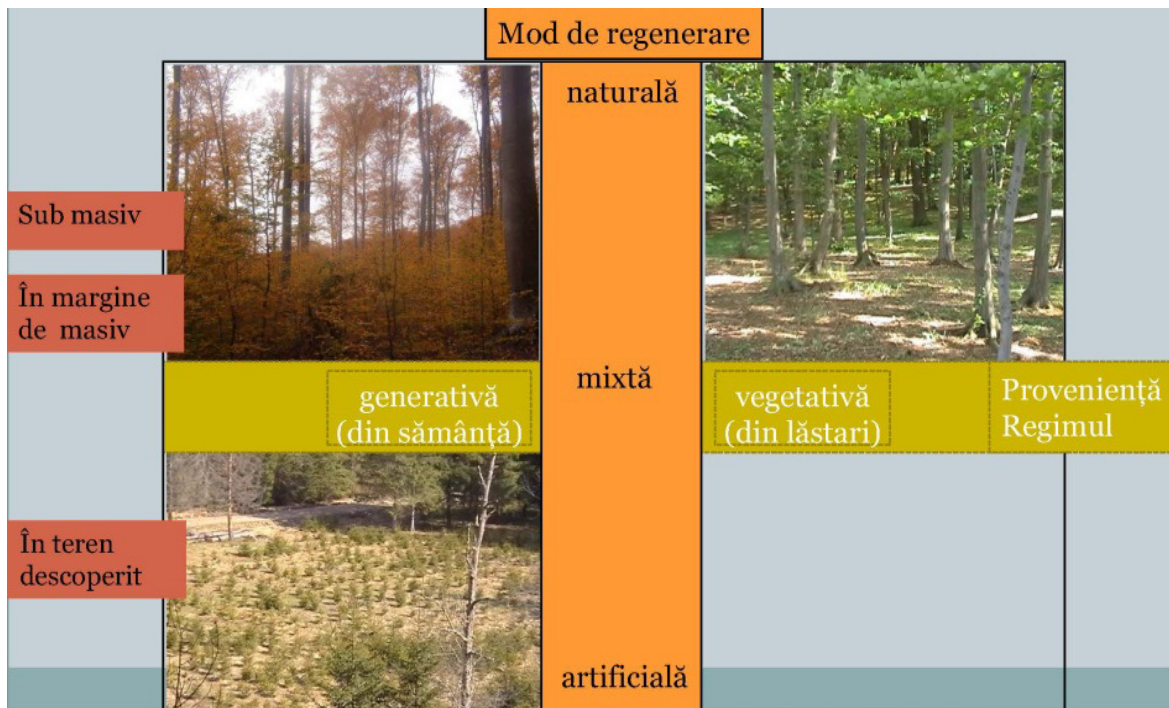 Mod de regenerare
naturală
Sub masiv
În margine
de masiv
mixtă
generativă
(din sămânţă)
vegetativă
(din lăstari)
Proveniență
Regimul
În teren
descoperit
artificială